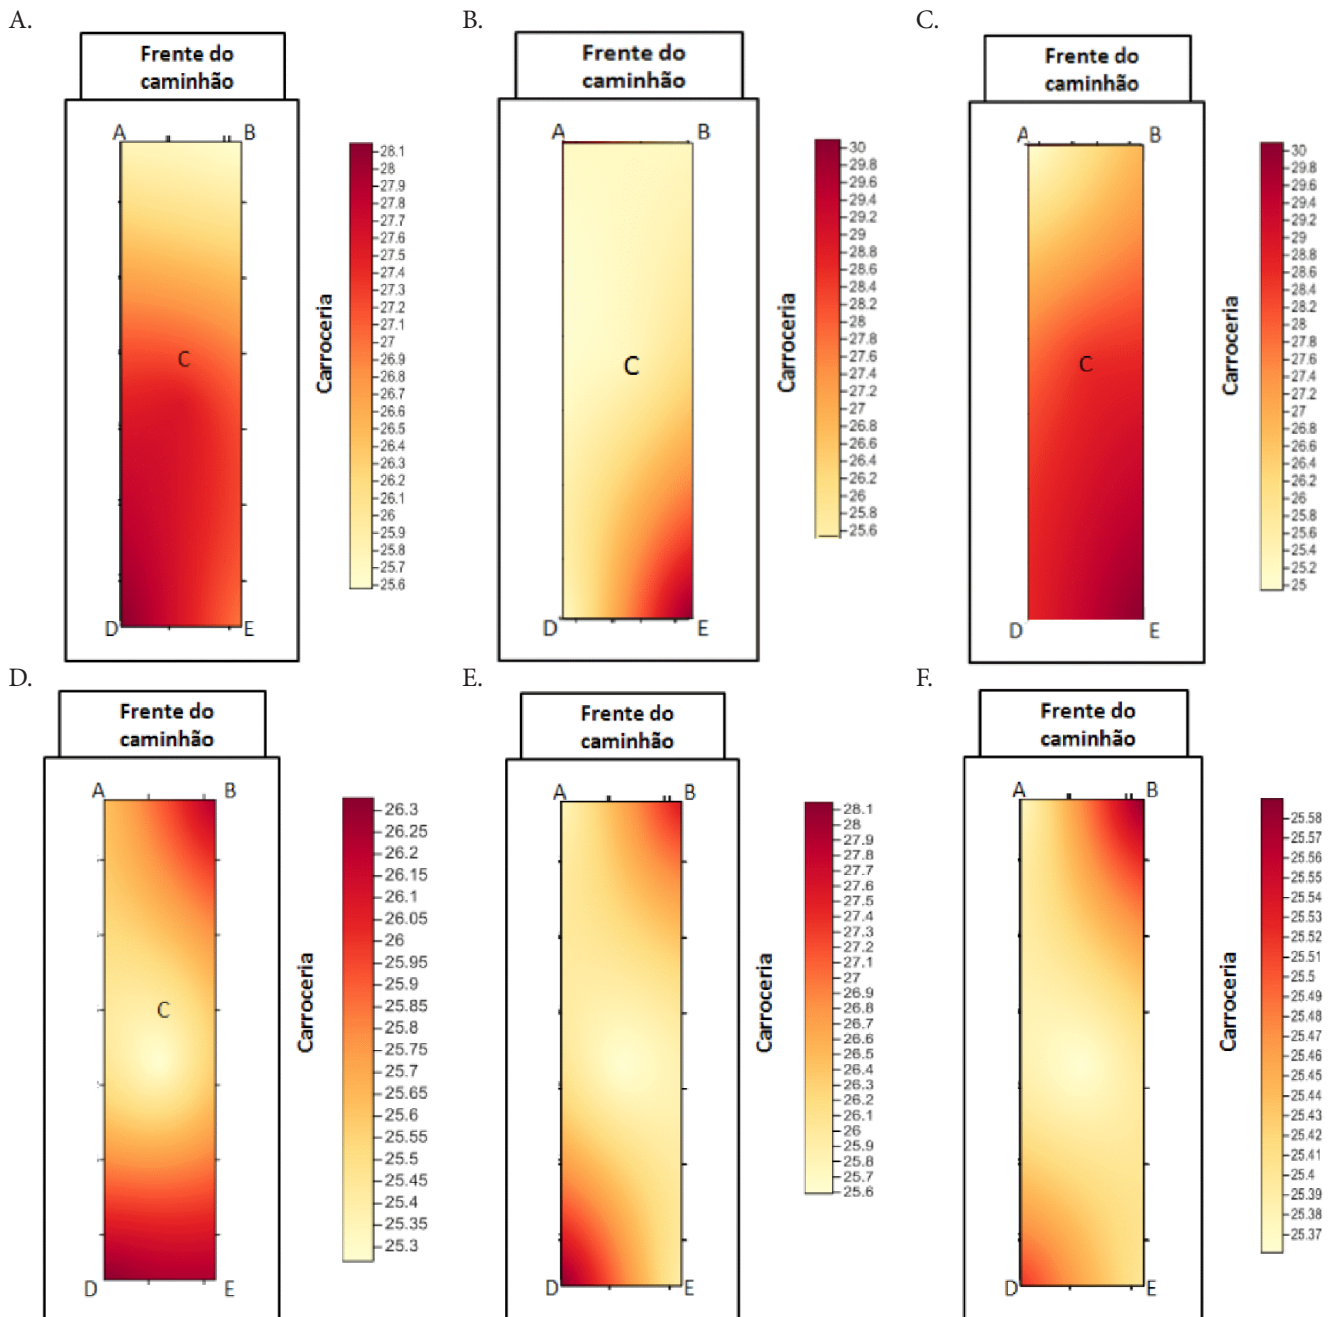 A.
Frente do
caminhão
A
B
C
D
E
28.1
28
27.9
27.8
27.7
27.6
27.5
27.4
27.3
27.2
27.1
27
26.9
26.8
26.7
26.6
26.5
26.4
26.3
26.2
26.1
26
25.9
25.8
25.7
25.6
Carroceria
B.
Frente do
caminhão
A
B
C
D
E
30
29.8
29.6
29.4
29.2
29
28.8
28.6
28.4
28.2
28
27.8
27.6
27.4
27.2
27
26.8
26.6
26.4
26.2
26
25.8
25.6
Carroceria
C.
Frente do
caminhão
A
B
C
D
E
30
29.8
29.6
29.4
29.2
29
28.8
28.6
28.4
28.2
28
27.8
27.6
27.4
27.2
27
26.8
26.6
26.4
26.2
26
25.8
25.6
25.4
25.2
25
Carroceria
D.
Frente do
caminhão
A
B
C
D
E
26.3
26.25
26.2
26.15
26.1
26.05
26
25.95
25.9
25.85
25.8
25.75
25.7
25.65
25.6
25.55
25.5
25.45
25.4
25.35
25.3
Carroceria
E.
Frente do
caminhão
A
B
D
E
28.1
28
27.9
27.8
27.7
27.6
27.5
27.4
27.3
27.2
27.1
27
26.9
26.8
26.7
26.6
26.5
26.4
26.3
26.2
26.1
26
25.9
25.8
25.7
25.6
Carroceria
F.
Frente do
caminhão
A
B
D
E
25.58
25.57
25.56
25.55
25.54
25.53
25.52
25.51
25.5
25.49
25.48
25.47
25.46
25.45
25.44
25.43
25.42
25.41
25.4
25.39
25.38
25.37
Carroceria